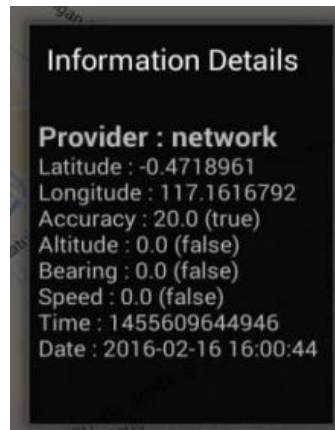 Information Details
Provider : network
Latitude : -0.4718961
Longitude : 117.1616792
Accuracy : 20.0 (true)
Altitude : 0.0 (false)
Bearing : 0.0 (false)
Speed : 0.0 (false)
Time : 1455609644946
Date : 2016-02-16 16:00:44